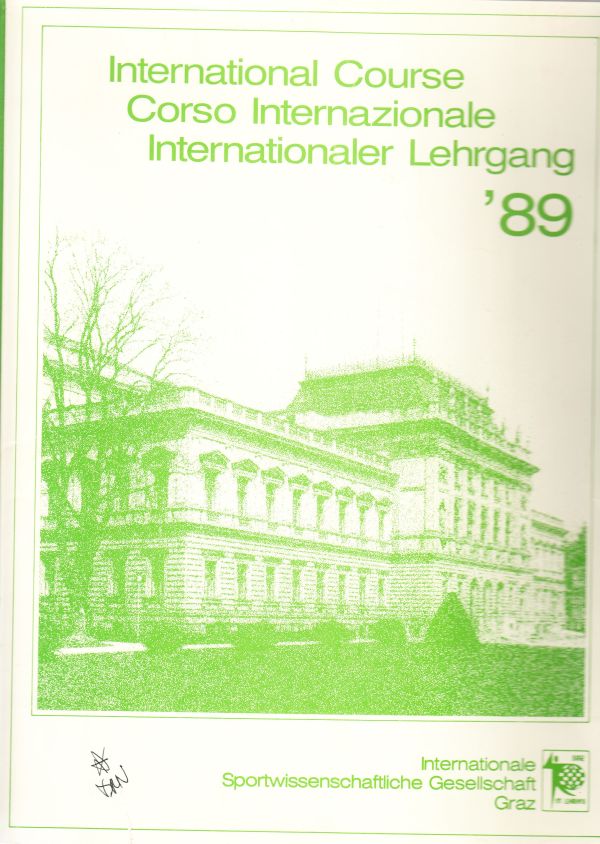 International Course
Corso Internazionale
Internationaler Lehrgang
'89
Internationale
Sportwissenschaftliche Gesellschaft
Graz